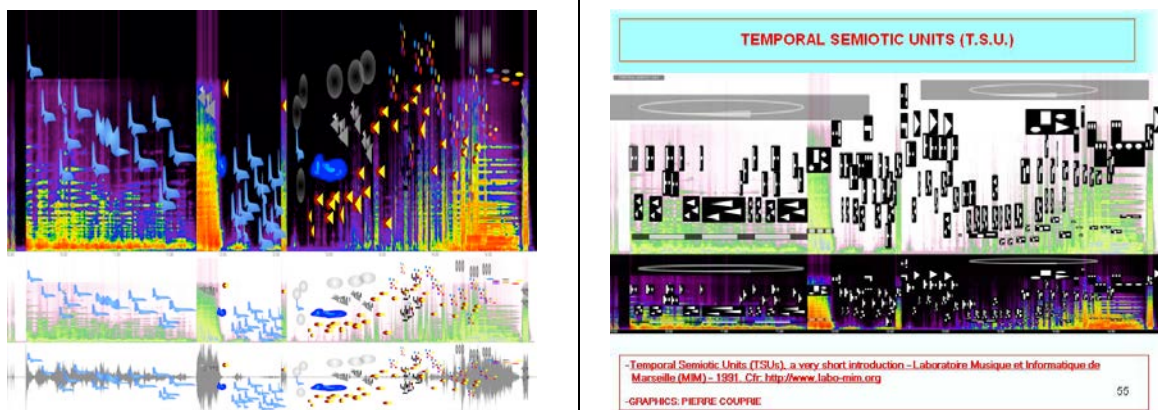 TEMPORAL SEMIOTIC UNITS (T.S.U.)
-Temporal Semiotic Units (TSUs), a very short introduction – Laboratoire Musique et Informatique de
Marseille (MIM) – 1991. Cfr: http://www.labo-mim.org
-GRAPHICS: PIERRE COUPRIE
55